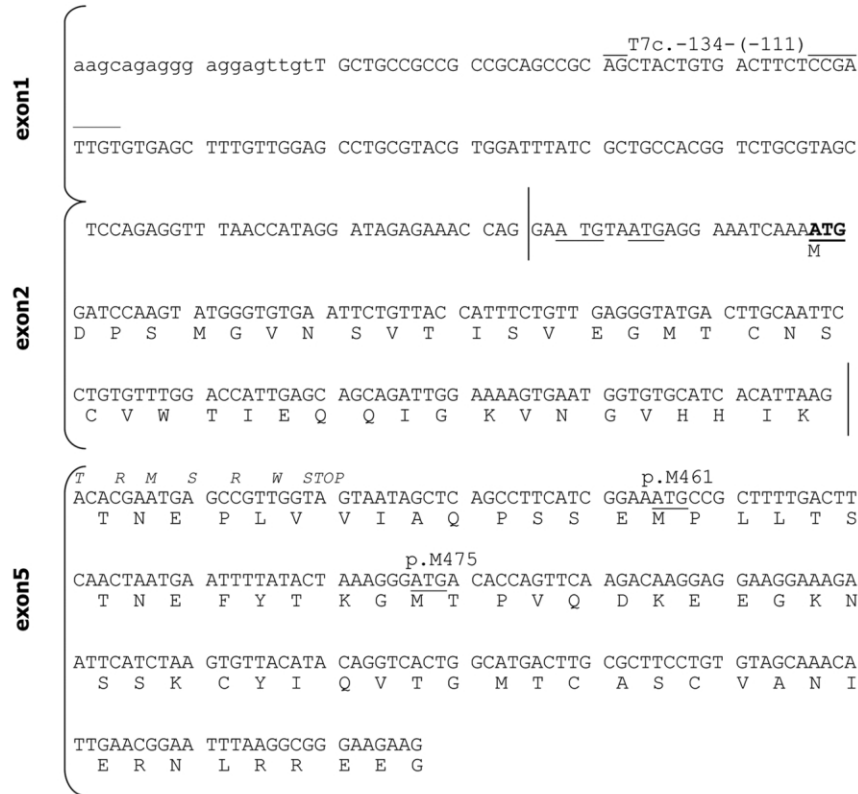 exon1
T7c.-134-(-111)
aagcagaggg aggagttgtT GCTGCCGCCG CCGCAGCCGC AGCTACTGTG ACTTCTCCGA
TTGTGTGAGC TTTGTTGGAG CCTGCGTACG TGGATTTATC GCTGCCACGG TCTGCGTAGC
exon2
TCCAGAGGTT TAACCATAGG ATAGAGAAAC CAG GAA TGTAATGAGG AAATCAAAATG
M
GATCCAAGT ATGGGTGTGA ATTCTGTTAC CATTTCTGTT GAGGGTATGA CTTGCAATTC
D P S M G V N S V T I S V E G M T C N S
CTGTGTTTGG ACCATTGAGC AGCAGATTGG AAAAGTGAAT GGTGTGCATC ACATTAAG
C V W T I E Q Q I G K V N G V H H I K
exon5
T R M S R W STOP p.M461
ACACGAATGA GCCGTTGGTA GTAATAGCTC AGCCTTCATC GGAAATGCCG CTTTTGACTT
T N E P L V V I A Q P S S E M P L L T S
p.M475
CAACTAATGA ATTTTATACT AAAGGGATGA CACCAGTTCA AGACAAGGAG GAAGGAAAGA
T N E F Y T K G M T P V Q D K E E G K N
ATTCATCTAA GTGTTACATA CAGGTCACTG GCATGACTTG CGCTTCCTGT GTAGCAAACA
S S K C Y I Q V T G M T C A S C V A N I
TTGAACGGAA TTTAAGGCGG GAAGAAG
E R N L R R E E G